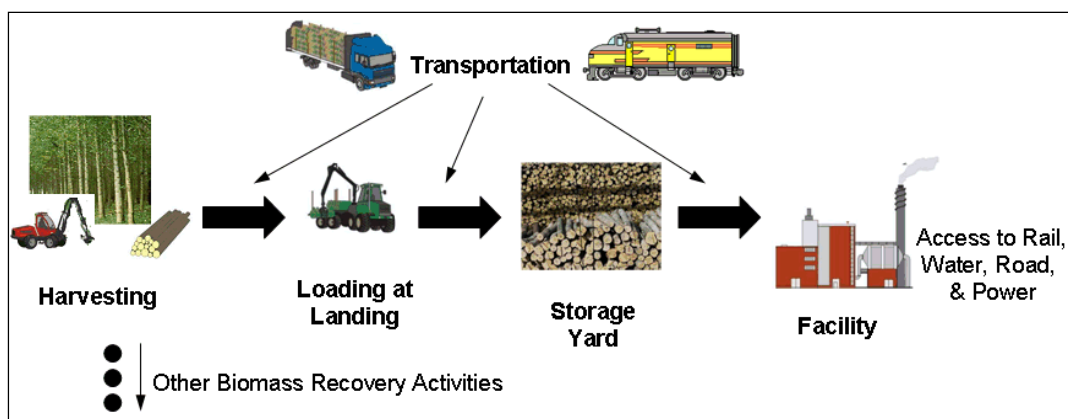 Transportation
Harvesting
Loading at
Landing
Storage
Yard
Facility
Access to Rail,
Water, Road,
& Power
Other Biomass Recovery Activities